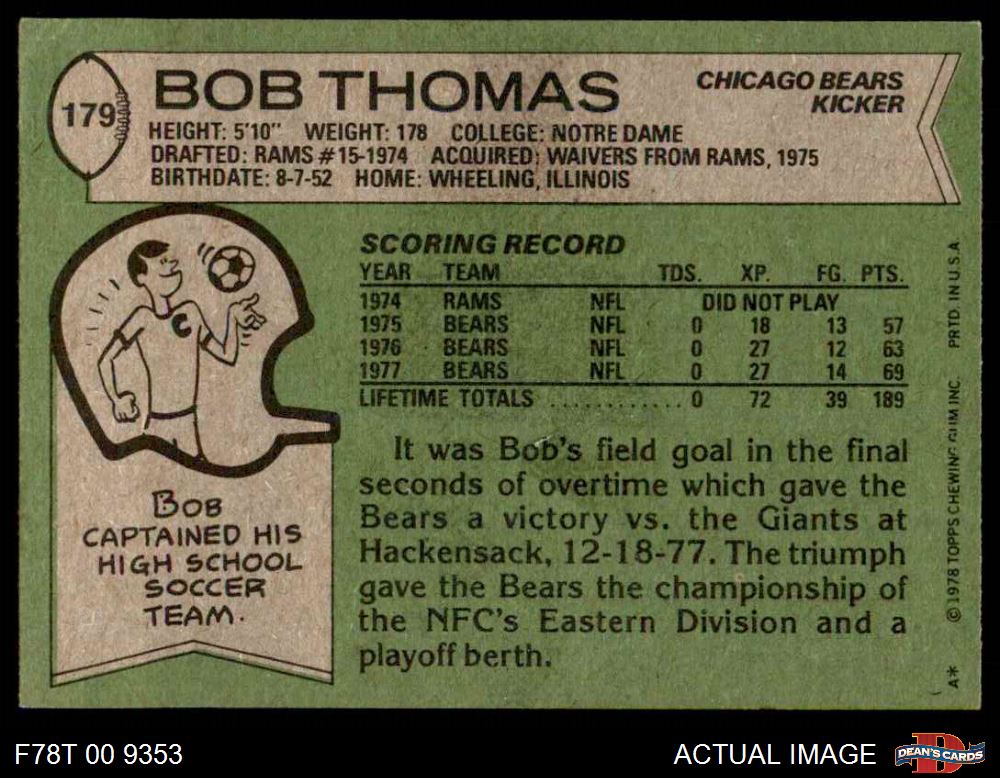 179
BOB THOMAS
CHICAGO BEARS
KICKER
HEIGHT: 5'10" WEIGHT: 178 COLLEGE: NOTRE DAME
DRAFTED: RAMS #15-1974 ACQUIRED: WAIVERS FROM RAMS, 1975
BIRTHDATE: 8-7-52 HOME: WHEELING, ILLINOIS
C
BOB
CAPTAINED HIS
HIGH SCHOOL
SOCCER
TEAM.
SCORING RECORD
YEAR TEAM TDS. XP. FG. PTS.
1974 RAMS NFL DID NOT PLAY
1975 BEARS NFL 0 18 13 57
1976 BEARS NFL 0 27 12 63
1977 BEARS NFL 0 27 14 69
LIFETIME TOTALS ............ 0 72 39 189
It was Bob's field goal in the final
seconds of overtime which gave the
Bears a victory vs. the Giants at
Hackensack, 12-18-77. The triumph
gave the Bears the championship of
the NFC's Eastern Division and a
playoff berth.
A* © 1978 TOPPS CHEWING GUM INC. PRTD. IN U.S.A.
F78T 00 9353
ACTUAL IMAGE
D
DEAN'S CARDS